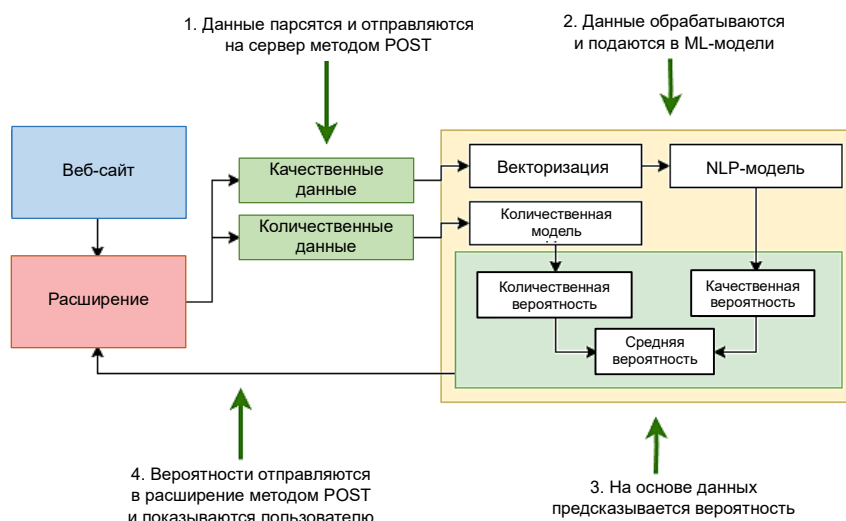 1. Данные парсятся и отправляются
на сервер методом POST
2. Данные обрабатываются
и подаются в ML-модели
Веб-сайт
Качественные
данные
Векторизация
NLP-модель
Количественные
данные
Количественная
модель
Расширение
Количественная
вероятность
Качественная
вероятность
Средняя
вероятность
4. Вероятности отправляются
в расширение методом POST
и показываются пользователю
3. На основе данных
предсказывается вероятность